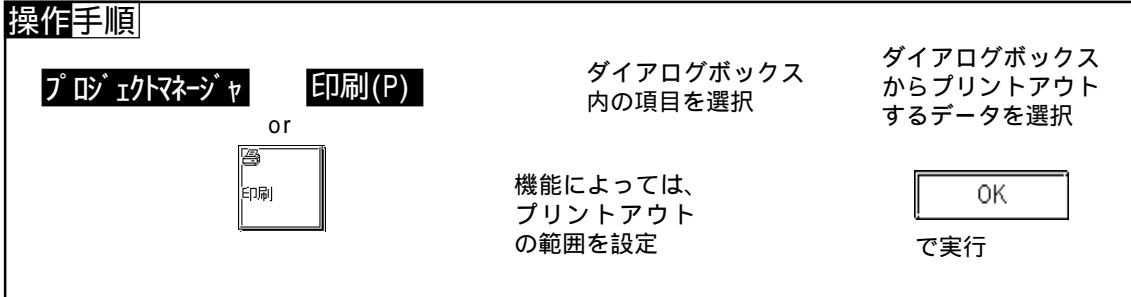 操作手順
ﾌﾟﾛｼﾞｪｸﾄﾏﾈｰｼﾞｬ 印刷(P)
or
印刷
ダイアログボックス
内の項目を選択
ダイアログボックス
からプリントアウト
するデータを選択
機能によっては、
プリントアウト
の範囲を設定
OK
で実行